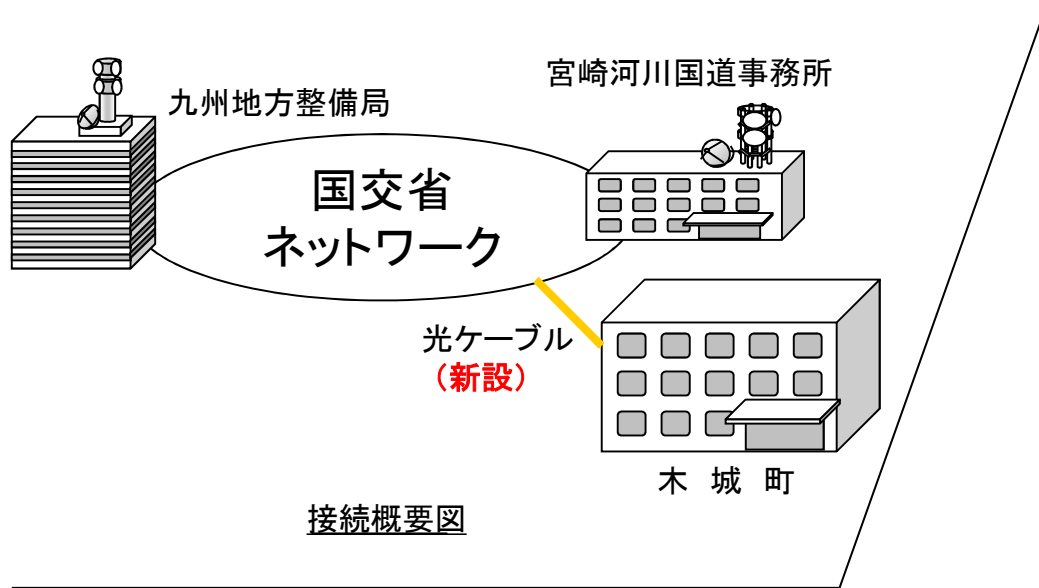 宮崎河川国道事務所
九州地方整備局
国交省
ネットワーク
光ケーブル
（新設）
木 城 町
接続概要図